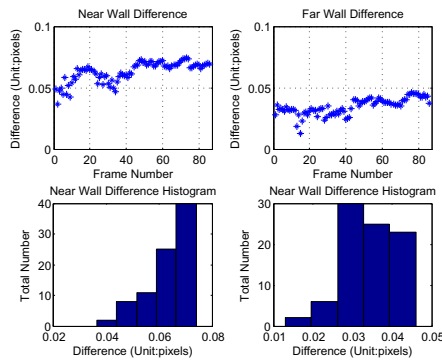 Near Wall Difference
Far Wall Difference
0.1
0.05
0
0 20 40 60 80
Frame Number
Difference (Unit:pixels)
0.1
0.05
0
0 20 40 60 80
Frame Number
Difference (Unit:pixels)
Near Wall Difference Histogram
Near Wall Difference Histogram
40
30
20
10
0
0.02 0.04 0.06 0.08
Difference (Unit:pixels)
Total Number
30
20
10
0
0.01 0.02 0.03 0.04 0.05
Difference (Unit:pixels)
Total Number